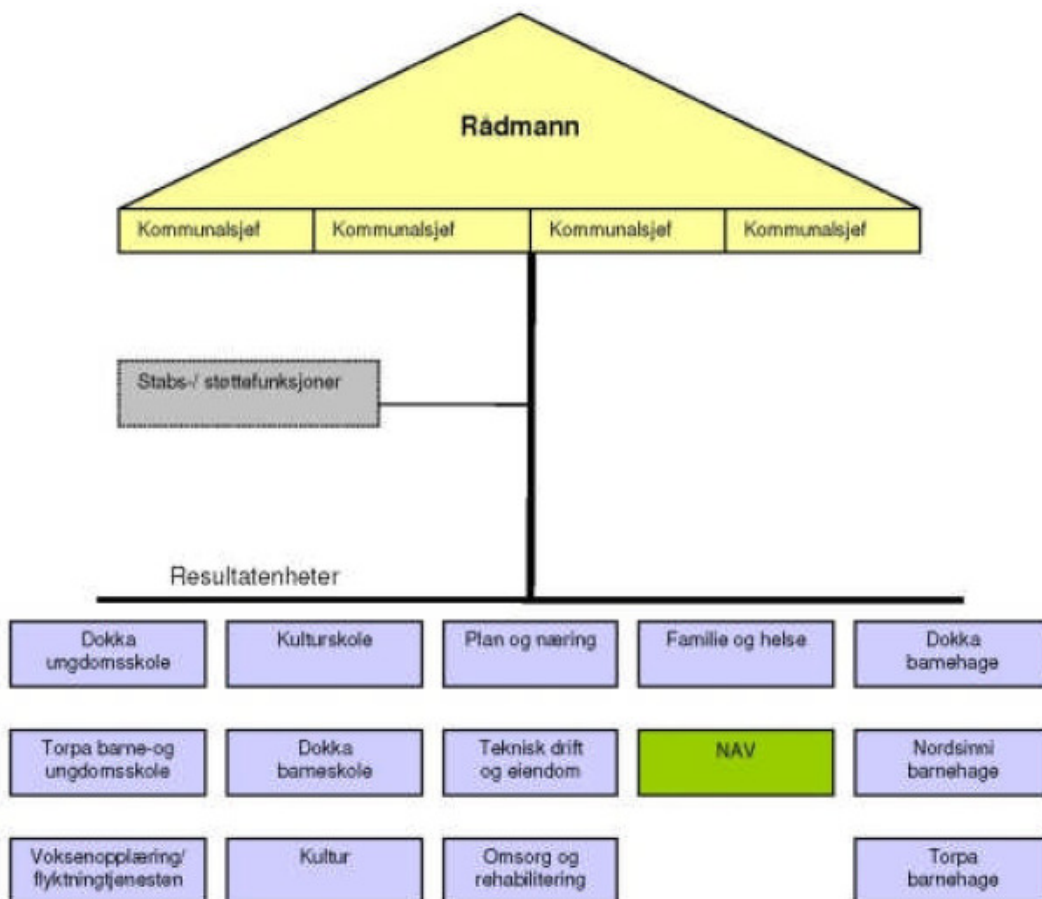 Rådmann
Kommunalsjef
Kommunalsjef
Kommunalsjef
Kommunalsjef
Stabs-/ støttefunksjoner
Resultatenheter
Dokka
ungdomsskole
Kulturskole
Plan og næring
Familie og helse
Dokka
barnehage
Torpa barne-og
ungdomsskole
Dokka
barneskole
Teknisk drift
og eiendom
NAV
Nordsinni
barnehage
Voksenopplæring/
flyktningtjenesten
Kultur
Omsorg og
rehabilitering
Torpa
barnehage